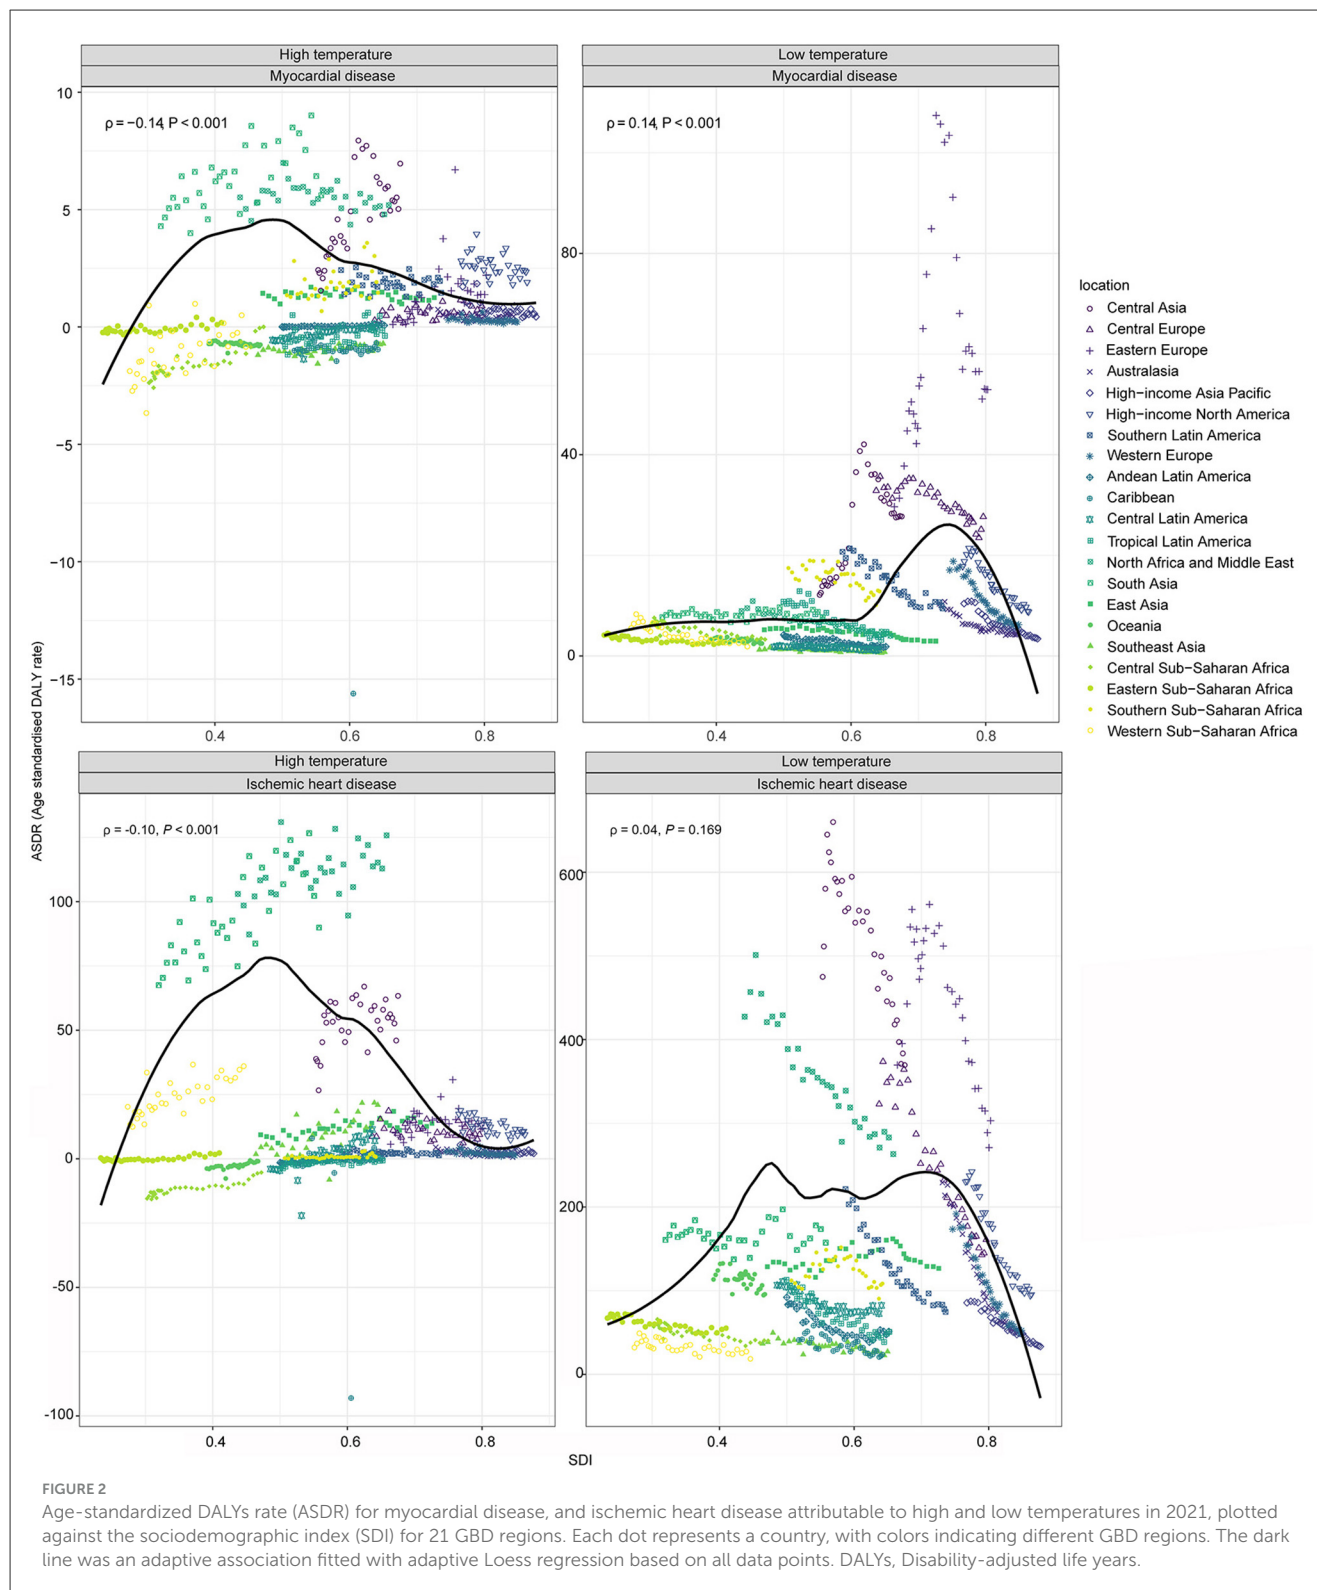 High temperature
Myocardial disease
Low temperature
Myocardial disease
ρ = −0.14, P < 0.001
ρ = 0.14, P < 0.001
10
5
0
−5
−10
−15
80
40
0
0.4
0.6
0.8
0.4
0.6
0.8
location
Central Asia
Central Europe
Eastern Europe
Australasia
High−income Asia Pacific
High−income North America
Southern Latin America
Western Europe
Andean Latin America
Caribbean
Central Latin America
Tropical Latin America
North Africa and Middle East
South Asia
East Asia
Oceania
Southeast Asia
Central Sub−Saharan Africa
Eastern Sub−Saharan Africa
Southern Sub−Saharan Africa
Western Sub−Saharan Africa
ASDR (Age standardised DALY rate)
High temperature
Ischemic heart disease
Low temperature
Ischemic heart disease
ρ = -0.10, P < 0.001
ρ = 0.04, P = 0.169
100
50
0
-50
-100
600
400
200
0
0.4
0.6
0.8
0.4
0.6
0.8
SDI
FIGURE 2
Age-standardized DALYs rate (ASDR) for myocardial disease, and ischemic heart disease attributable to high and low temperatures in 2021, plotted
against the sociodemographic index (SDI) for 21 GBD regions. Each dot represents a country, with colors indicating different GBD regions. The dark
line was an adaptive association fitted with adaptive Loess regression based on all data points. DALYs, Disability-adjusted life years.